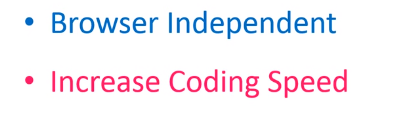 • Browser Independent
• Increase Coding Speed